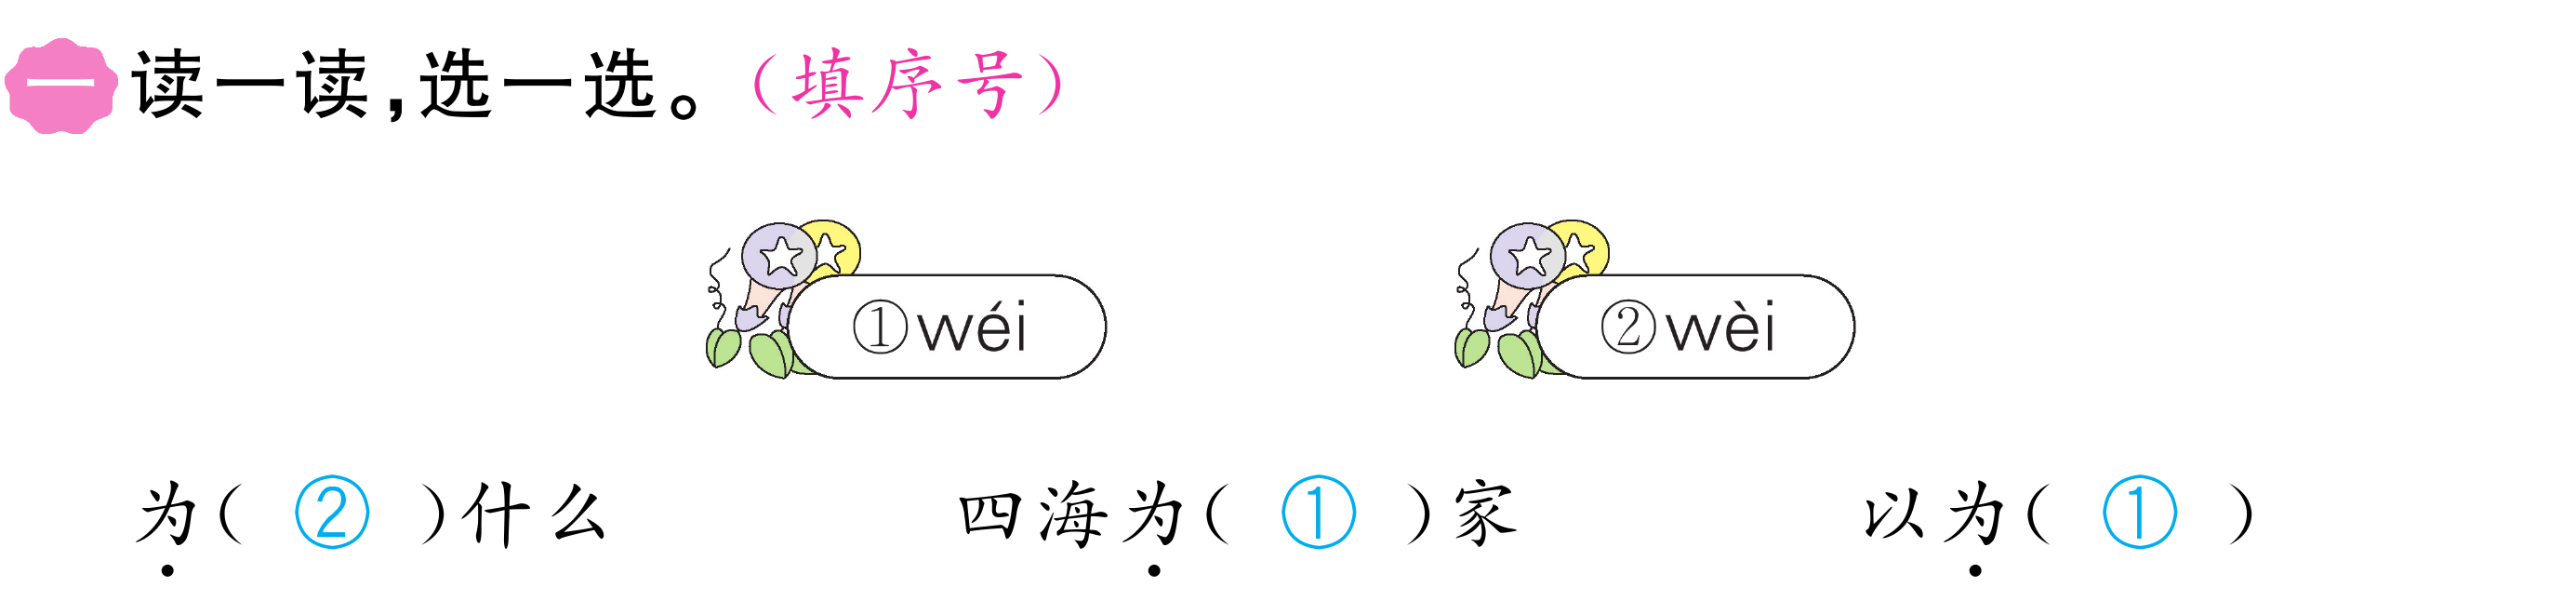 一 读一读,选一选。(填序号)
①wéi ②wèi
为( ② )什么 四海为( ① )家 以为( ① )